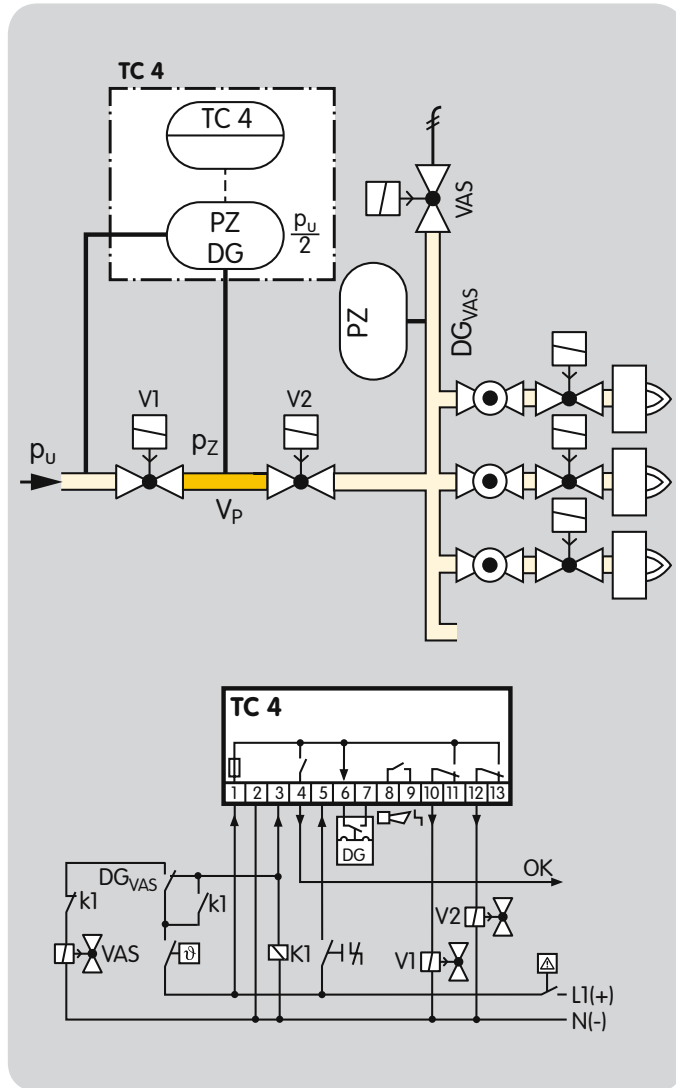 TC 4
TC 4
PZ
DG
pu
2
VAS
PZ
DGVAS
V1
V2
pu
pZ
VP
TC 4
1 2 3 4 5 6 7 8 9 10 11 12 13
DG
OK
DGVAS
k1
k1
V2
VAS
ϑ
K1
V1
L1(+)
N(-)